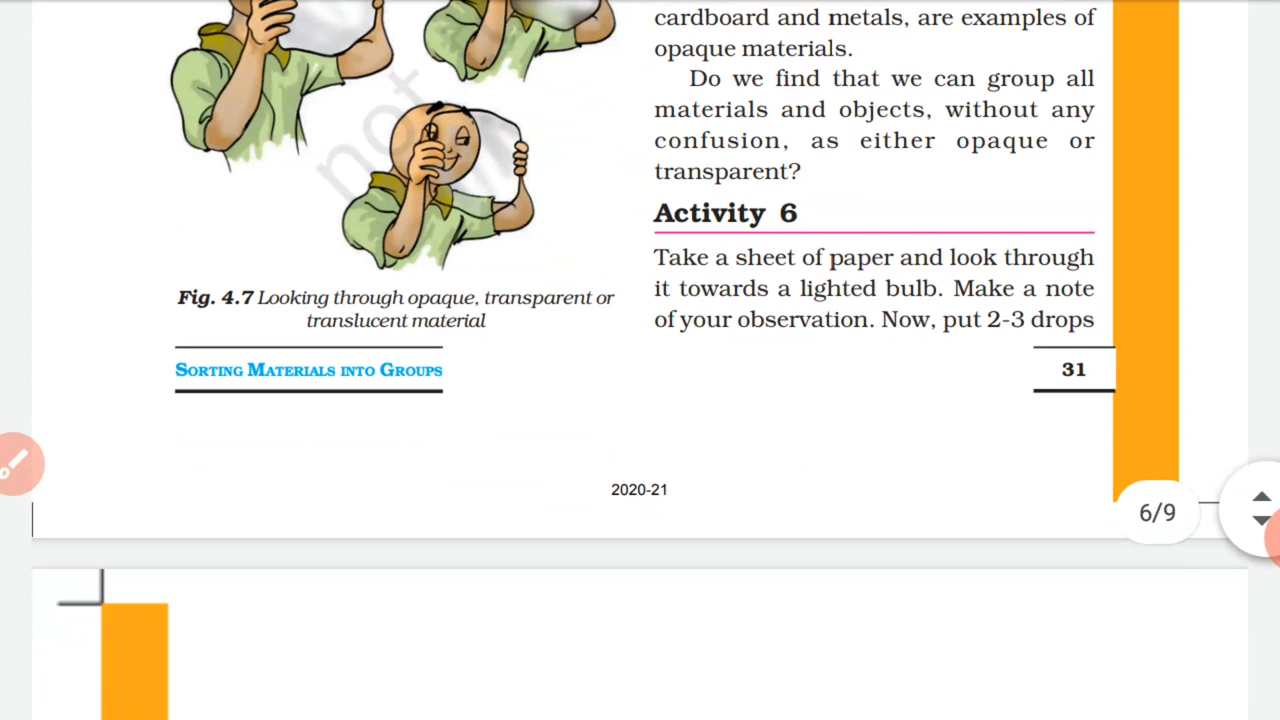 cardboard and metals, are examples of
opaque materials.
Do we find that we can group all
materials and objects, without any
confusion, as either opaque or
transparent?
Activity 6
Take a sheet of paper and look through
it towards a lighted bulb. Make a note
of your observation. Now, put 2-3 drops
not
Fig. 4.7 Looking through opaque, transparent or
translucent material
SORTING MATERIALS INTO GROUPS
31
2020-21
6/9